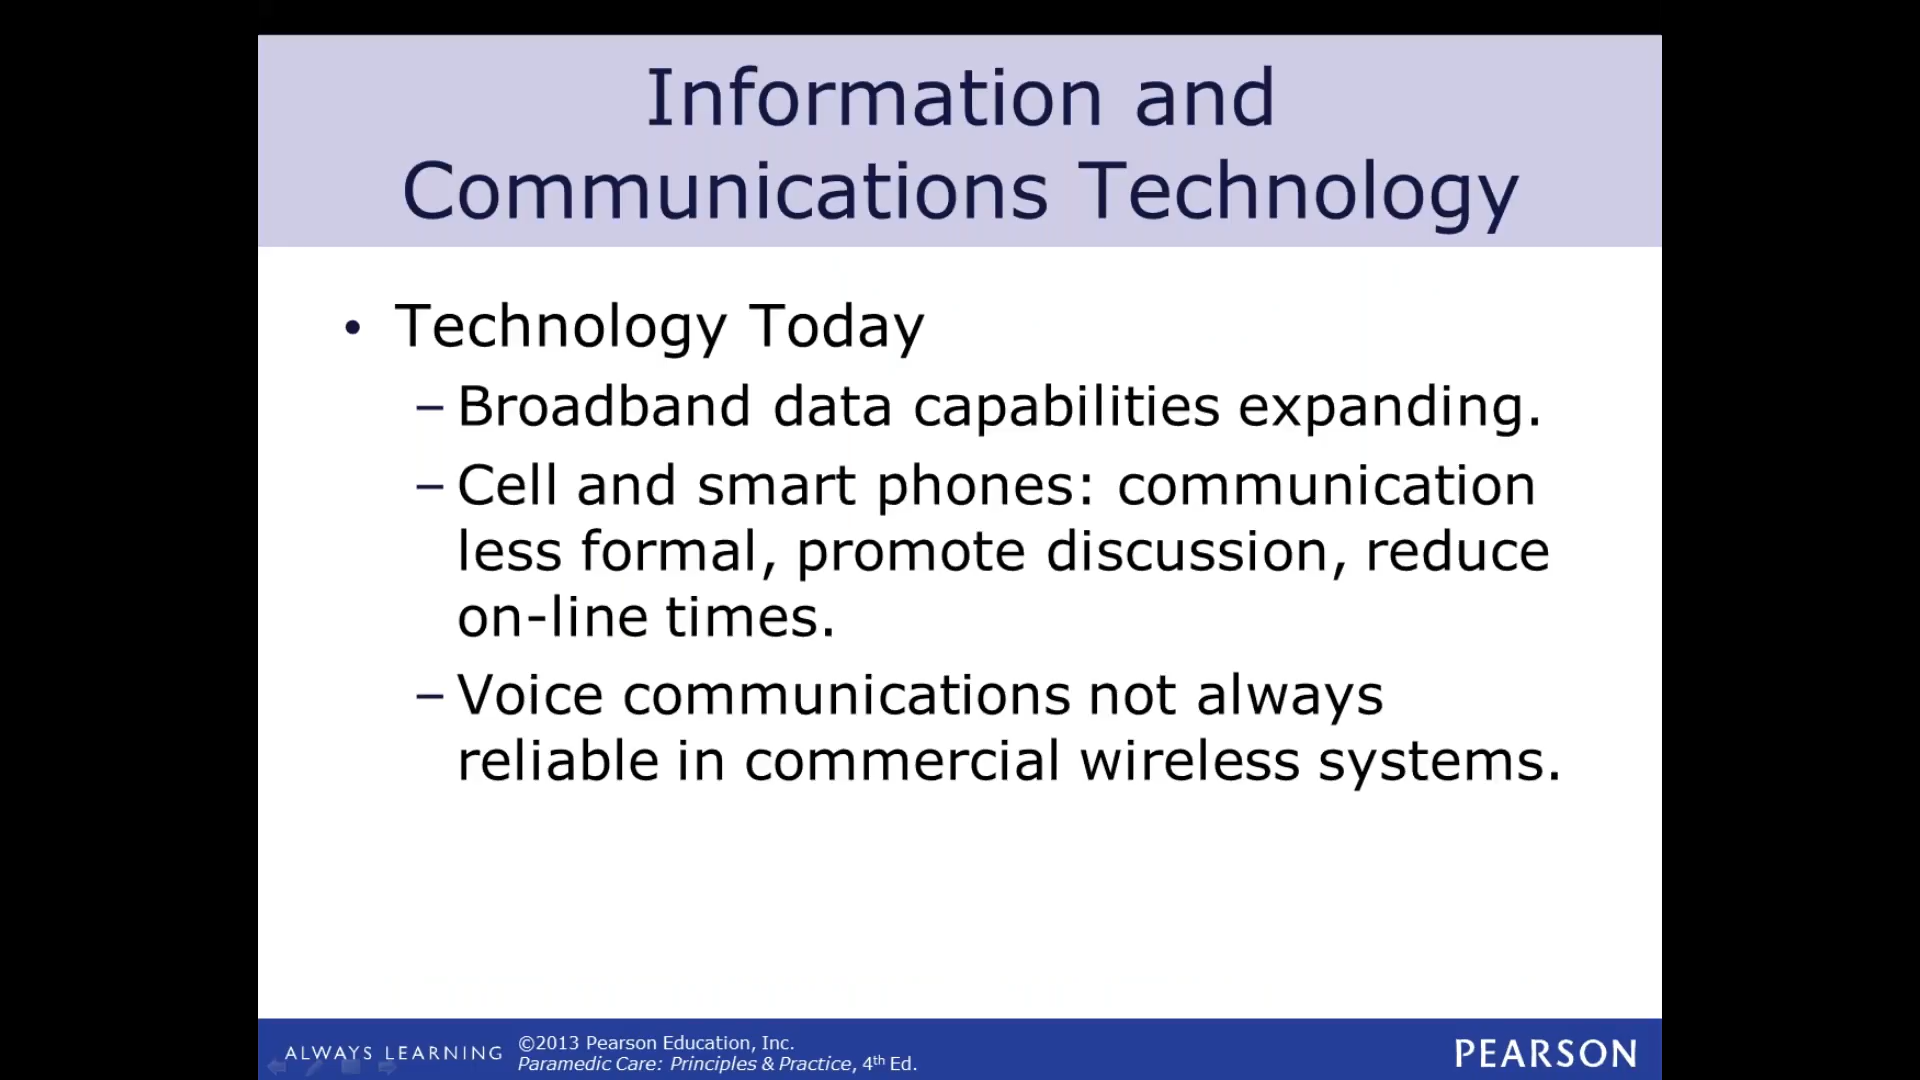 Information and
Communications Technology
• Technology Today
– Broadband data capabilities expanding.
– Cell and smart phones: communication
less formal, promote discussion, reduce
on-line times.
– Voice communications not always
reliable in commercial wireless systems.
ALWAYS LEARNING
©2013 Pearson Education, Inc.
Paramedic Care: Principles & Practice, 4th Ed.
PEARSON